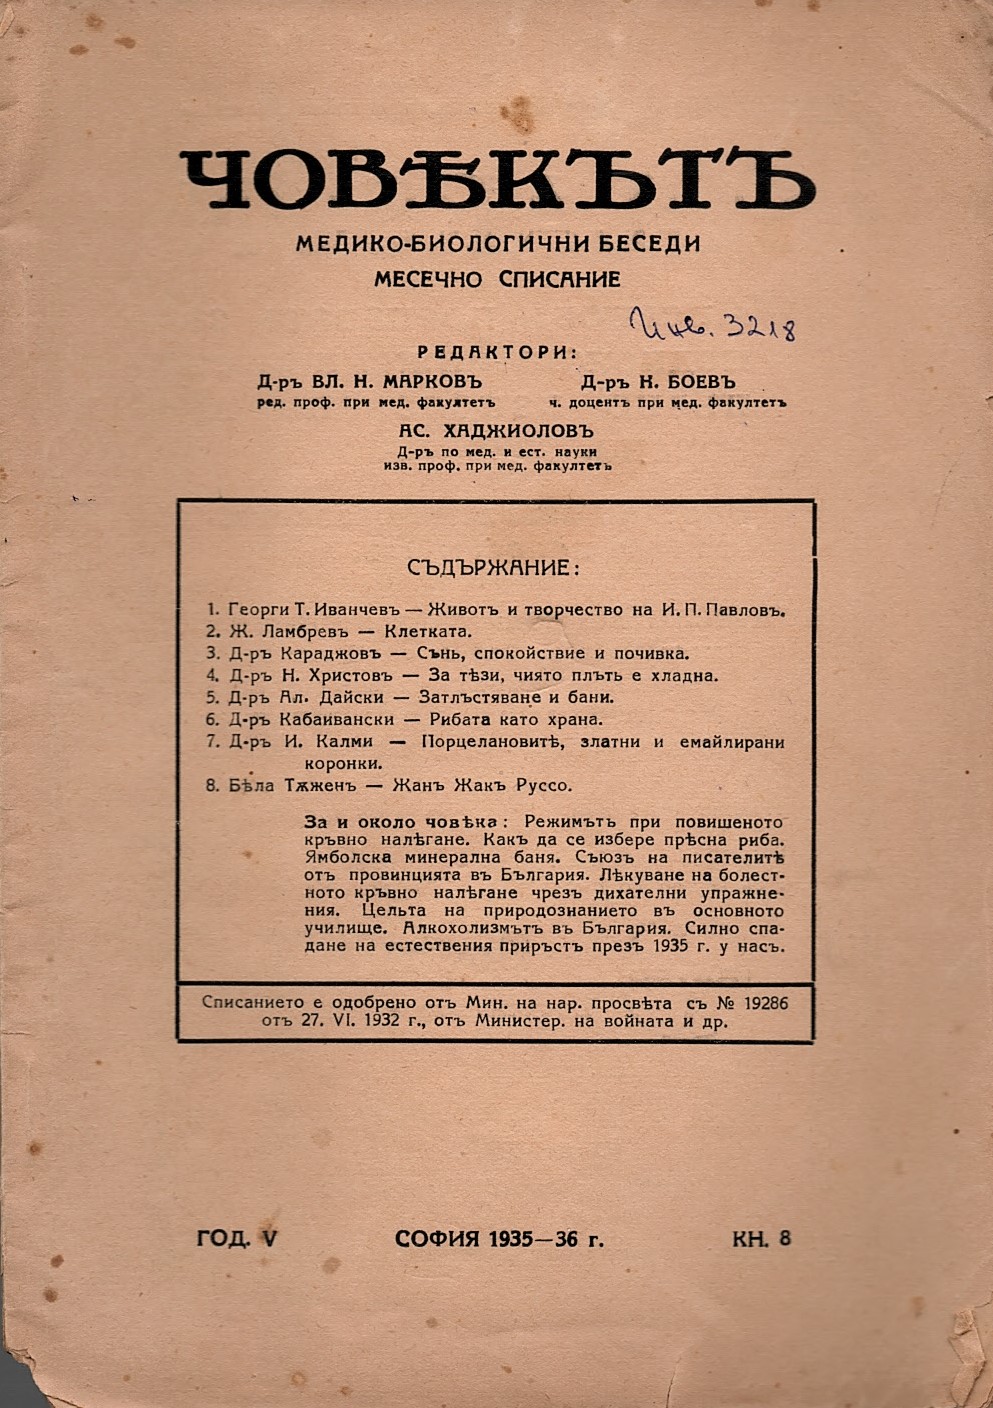 ЧОВѢКЪТЪ
МЕДИКО-БИОЛОГИЧНИ БЕСЕДИ
МЕСЕЧНО СПИСАНИЕ
Инв. 3218
РЕДАКТОРИ:
Д-ръ ВЛ. Н. МАРКОВЪ
ред. проф. при мед. факултетъ
Д-ръ Н. БОЕВЪ
ч. доцентъ при мед. факултетъ
АС. ХАДЖИОЛОВЪ
Д-ръ по мед. и ест. науки
изв. проф. при мед. факултетъ
СЪДЪРЖАНИЕ:
1. Георги Т. Иванчевъ — Животъ и творчество на И. П. Павловъ.
2. Ж. Ламбревъ — Клетката.
3. Д-ръ Караджовъ — Сънь, спокойствие и почивка.
4. Д-ръ Н. Христовъ — За тѣзи, чиято плъть е хладна.
5. Д-ръ Ал. Дайски — Затлъстяване и бани.
6. Д-ръ Кабаивански — Рибата като храна.
7. Д-ръ И. Калми — Порцелановитѣ, златни и емайлирани
коронки.
8. Бѣла Тѫженъ — Жанъ Жакъ Руссо.
За и около човѣка: Режимътъ при повишеното
кръвно налѣгане. Какъ да се избере прѣсна риба.
Ямболска минерална баня. Съюзъ на писателитѣ
отъ провинцията въ България. Лѣкуване на болест-
ното кръвно налѣгане чрезъ дихателни упражне-
ния. Цельта на природознанието въ основното
училище. Алкохолизмътъ въ България. Силно спа-
дане на естествения приръстъ презъ 1935 г. у насъ.
Списанието е одобрено отъ Мин. на нар. просвѣта съ № 19286
отъ 27. VI. 1932 г., отъ Министер. на войната и др.
ГОД. V СОФИЯ 1935—36 г. КН. 8